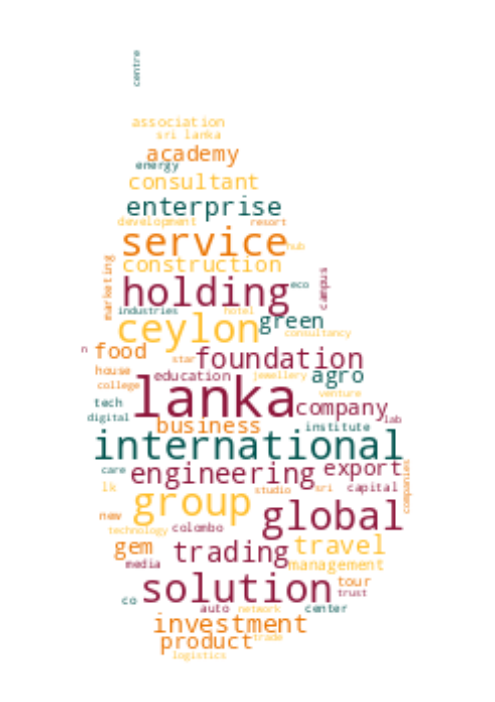 centre
association
sri lanka
academy
energy
consultant
enterprise
development resort
service
hub
construction
marketing
holding
eco
campus
industries hotel
ceylon
green
consultancy
n food
star
foundation
house
education jewellery agro
college
lanka
venture
tech
company
digital
business
lab
institute
international
care
engineering
export
companies
lk
group
studio sri capital
new
global
technology colombo
gem
trading
travel
media
management
solution
tour
trust
co
auto network center
investment
product
trade
logistics